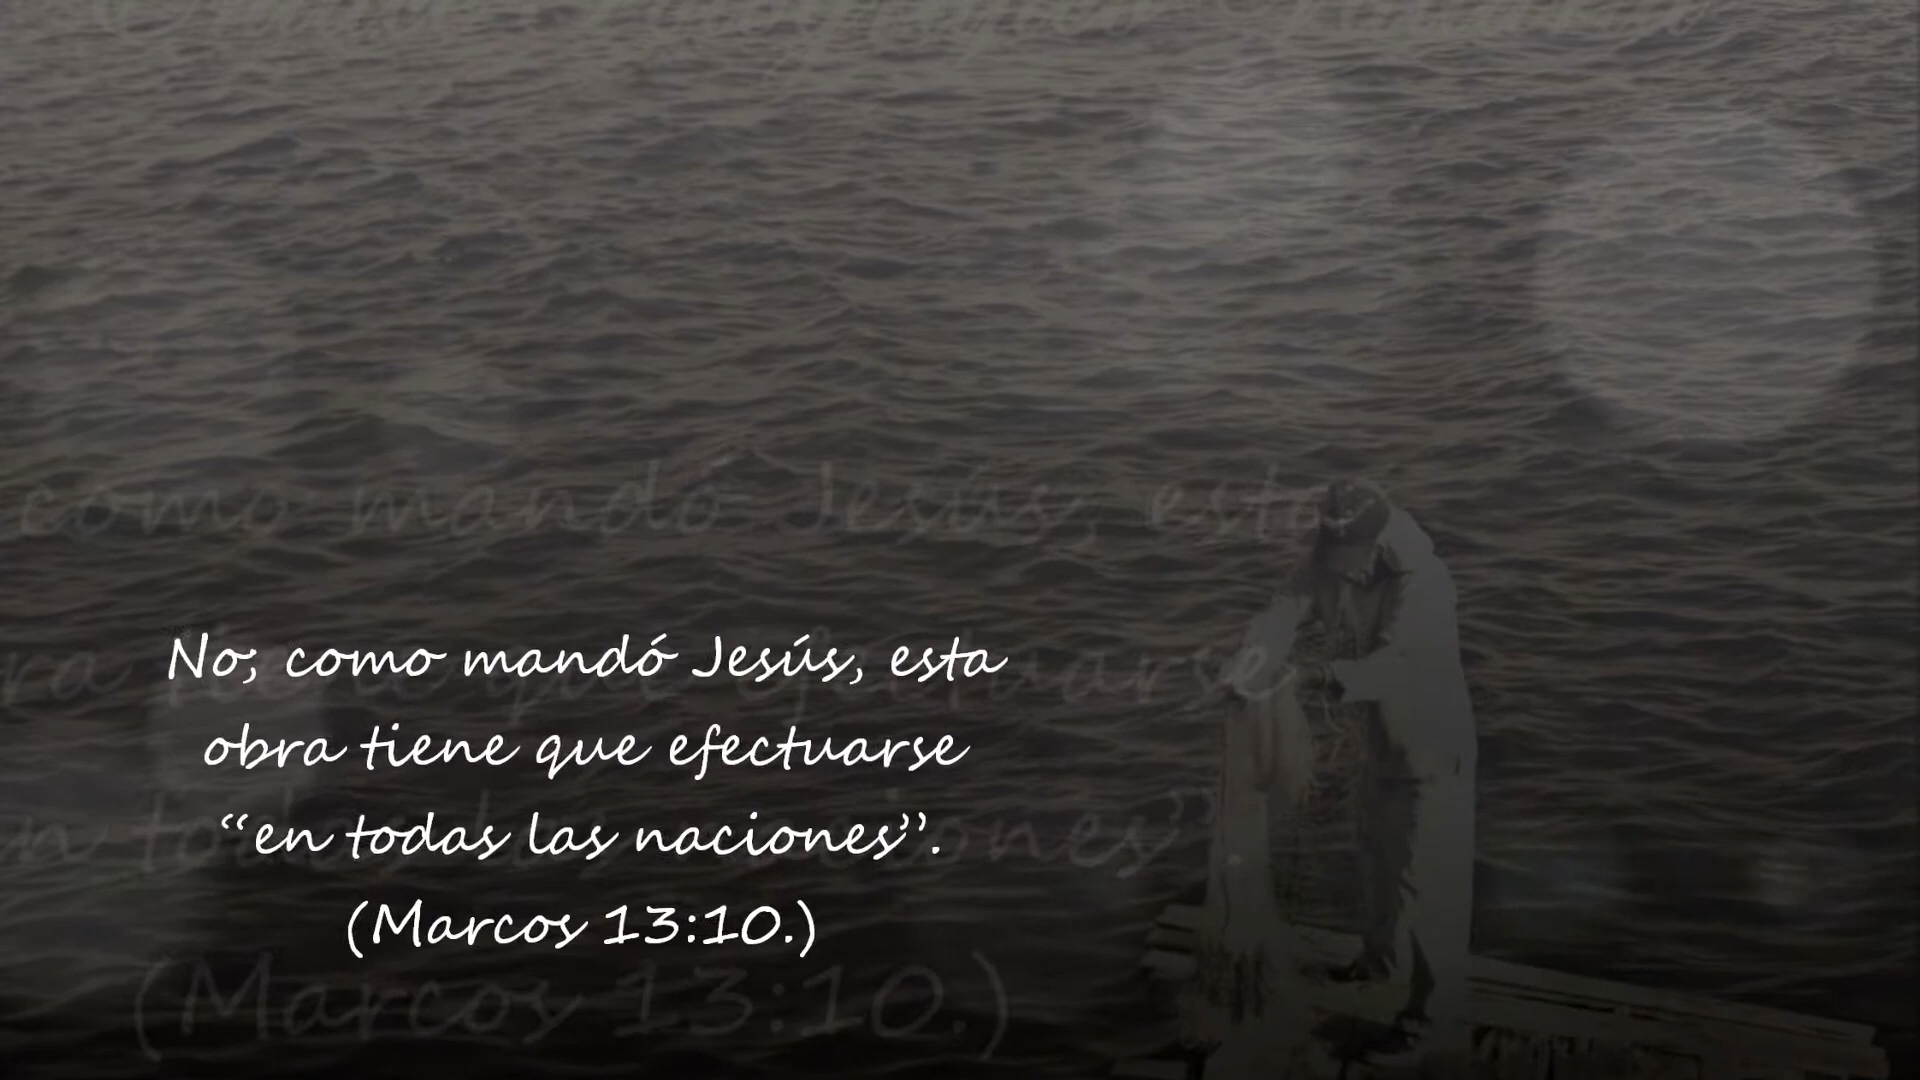 No; como mandó Jesús, esta
obra tiene que efectuarse
“en todas las naciones”.
(Marcos 13:10.)